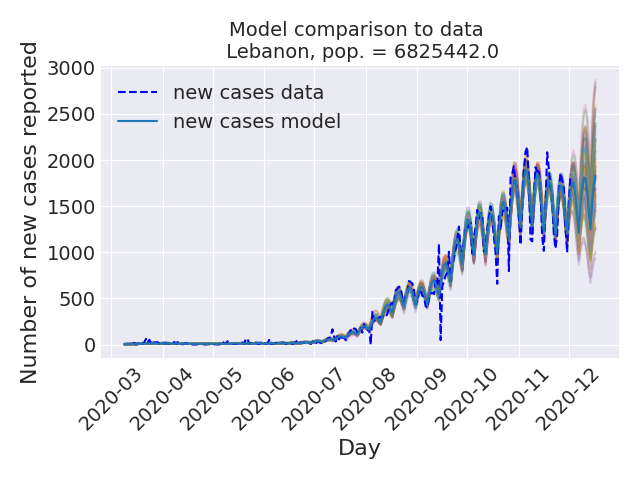 Model comparison to data
Lebanon, pop. = 6825442.0
Number of new cases reported
3000
2500
2000
1500
1000
500
0
new cases data
new cases model
2020-03
2020-04
2020-05
2020-06
2020-07
2020-08
2020-09
2020-10
2020-11
2020-12
Day